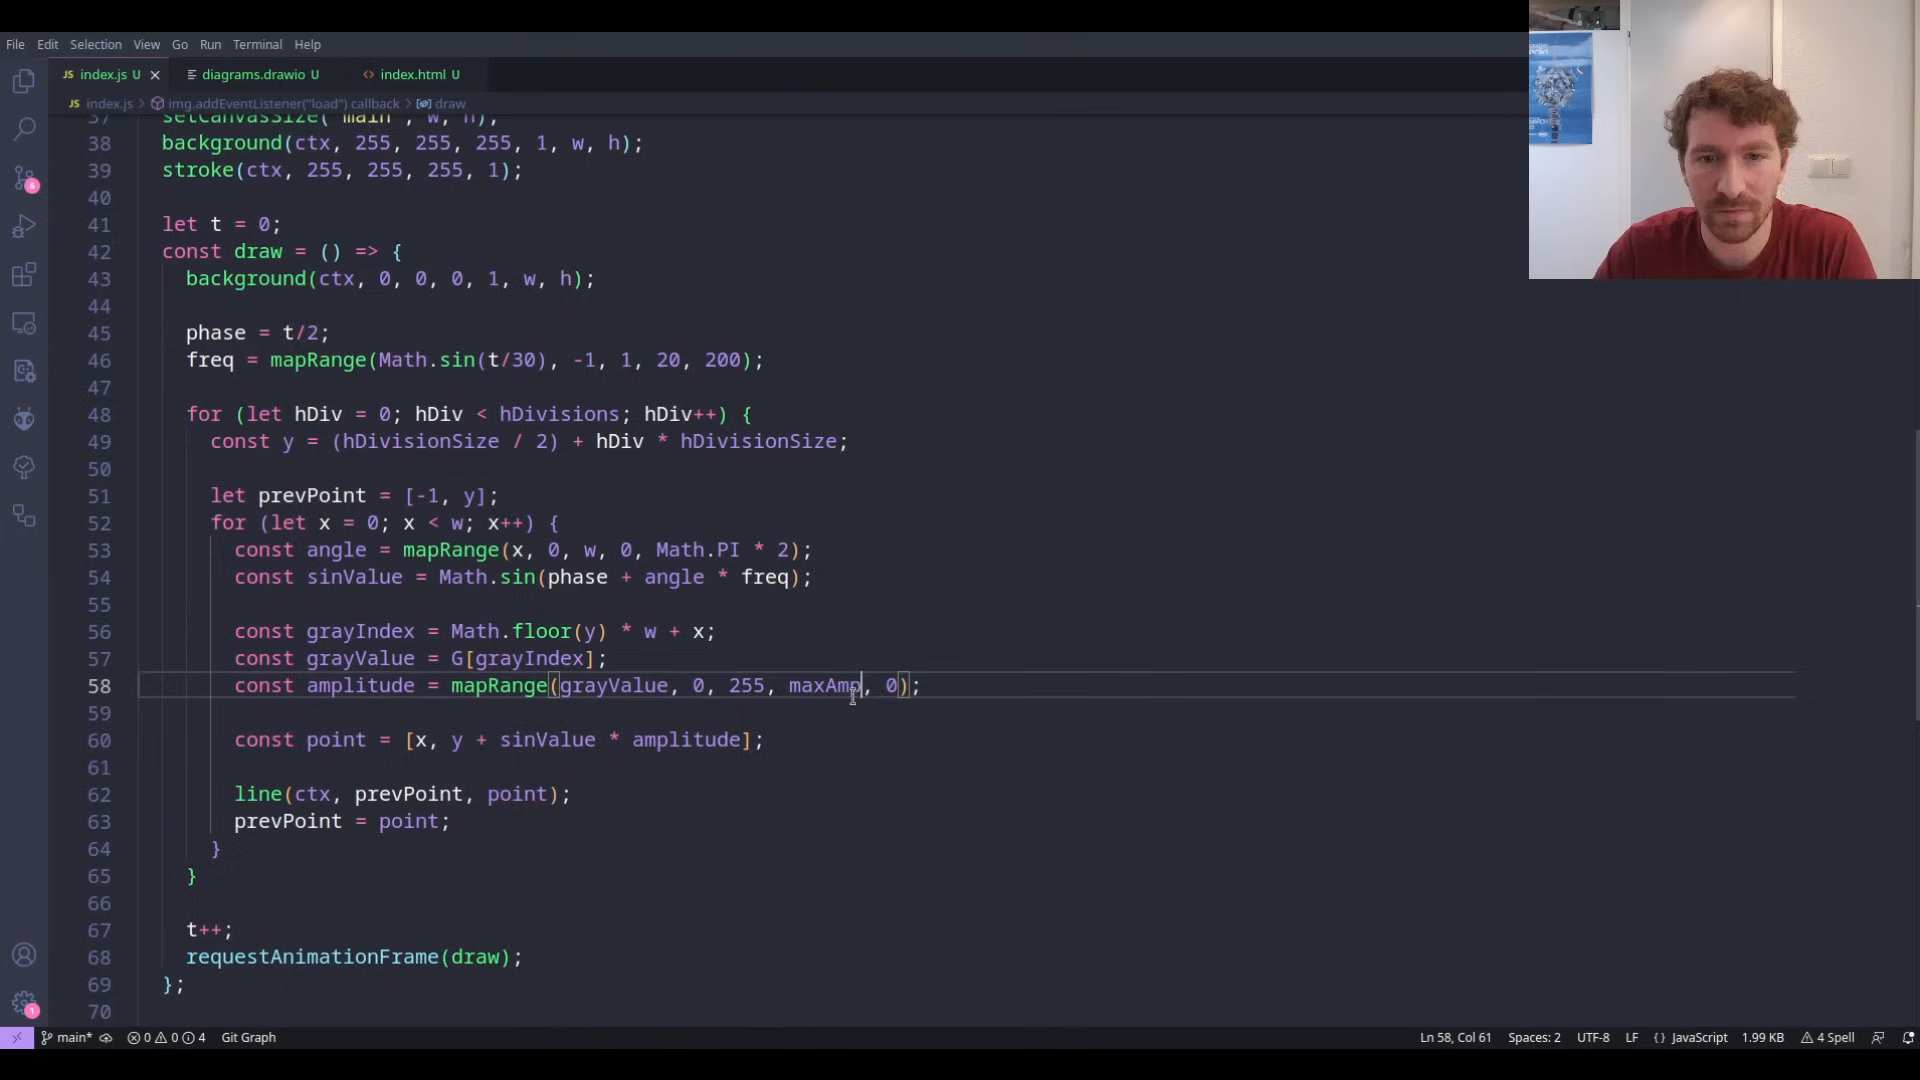 File Edit Selection View Go Run Terminal Help
JS index.js U × diagrams.drawio U <> index.html U
JS index.js > img.addEventListener("load") callback > draw
37 setCanvasSize("main", w, h);
38 background(ctx, 255, 255, 255, 1, w, h);
39 stroke(ctx, 255, 255, 255, 1);
40
41 let t = 0;
42 const draw = () => {
43 background(ctx, 0, 0, 0, 1, w, h);
44
45 phase = t/2;
46 freq = mapRange(Math.sin(t/30), -1, 1, 20, 200);
47
48 for (let hDiv = 0; hDiv < hDivisions; hDiv++) {
49 const y = (hDivisionSize / 2) + hDiv * hDivisionSize;
50
51 let prevPoint = [-1, y];
52 for (let x = 0; x < w; x++) {
53 const angle = mapRange(x, 0, w, 0, Math.PI * 2);
54 const sinValue = Math.sin(phase + angle * freq);
55
56 const grayIndex = Math.floor(y) * w + x;
57 const grayValue = G[grayIndex];
58 const amplitude = mapRange(grayValue, 0, 255, maxAmp, 0);
59
60 const point = [x, y + sinValue * amplitude];
61
62 line(ctx, prevPoint, point);
63 prevPoint = point;
64 }
65 }
66
67 t++;
68 requestAnimationFrame(draw);
69 };
70
6
1
main* 0 0 4 Git Graph Ln 58, Col 61 Spaces: 2 UTF-8 LF {} JavaScript 1.99 KB 4 Spell